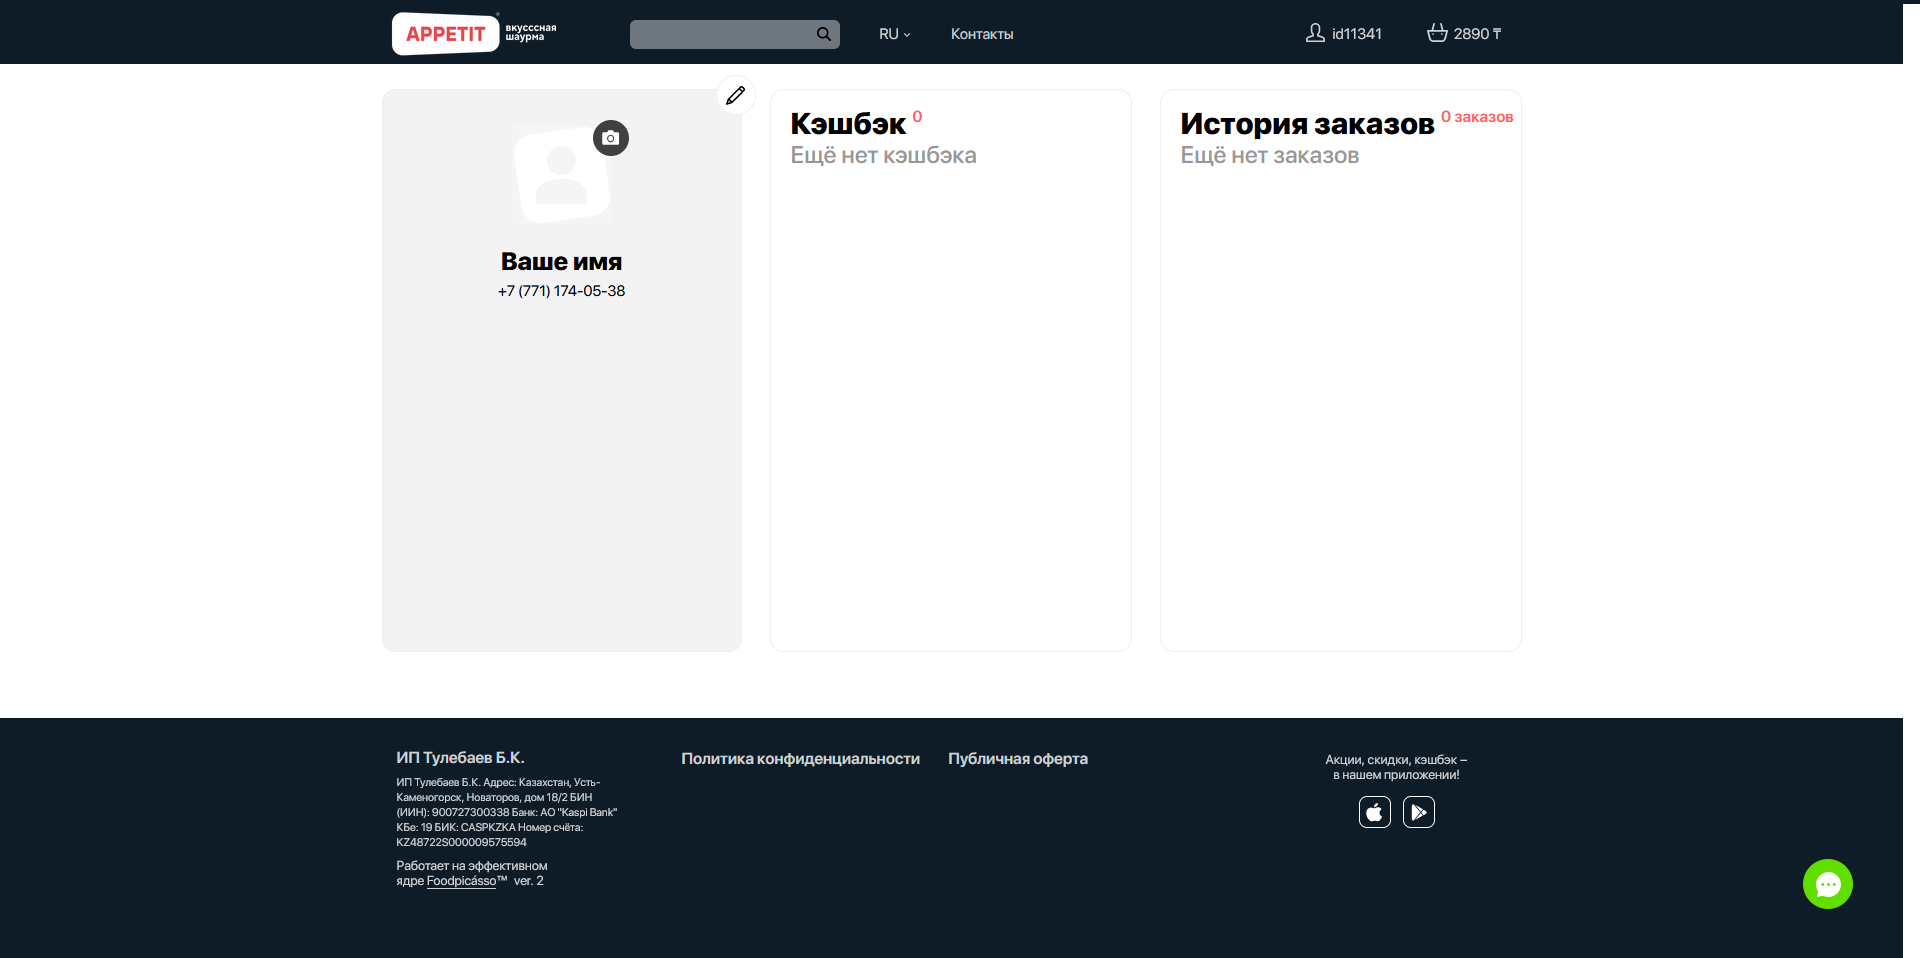 APPETIT
вкусссная
шаурма
RU
Контакты
id11341
2890 ₸
Ваше имя
+7 (771) 174-05-38
Кэшбэк 0
Ещё нет кэшбэка
История заказов 0 заказов
Ещё нет заказов
ИП Тулебаев Б.К.
ИП Тулебаев Б.К. Адрес: Казахстан, Усть-
Каменогорск, Новаторов, дом 18/2 БИН
(ИИН): 900727300338 Банк: АО "Kaspi Bank"
КБе: 19 БИК: CASPKZKA Номер счёта:
KZ48722S000009575594
Работает на эффективном
ядре Foodpicásso™ ver. 2
Политика конфиденциальности
Публичная оферта
Акции, скидки, кэшбэк –
в нашем приложении!